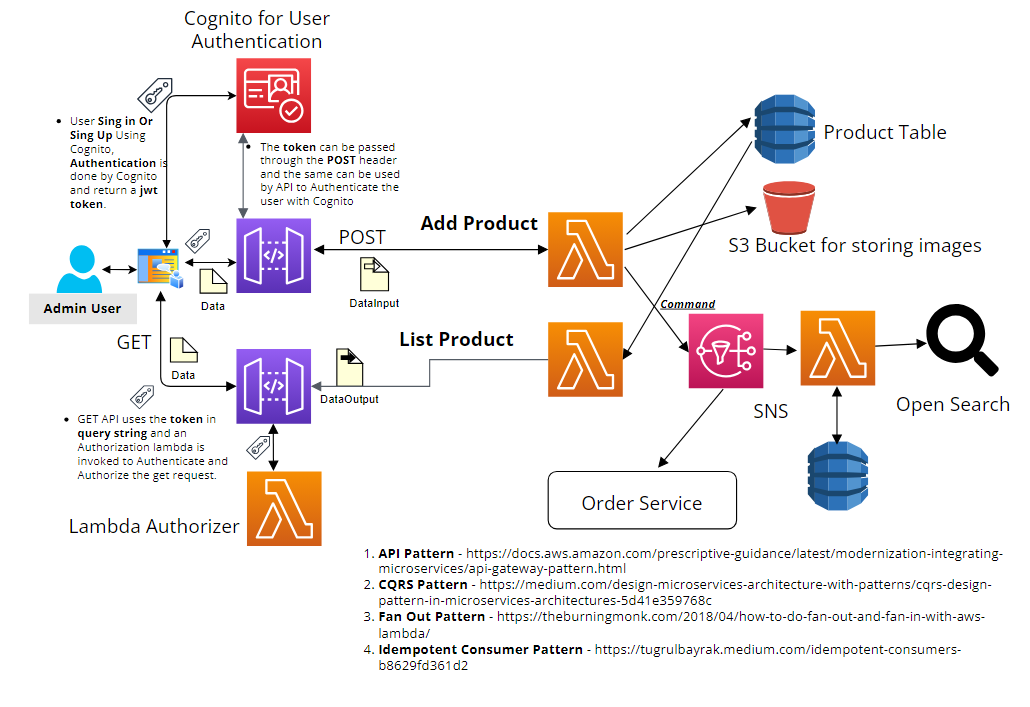 Cognito for User
Authentication
• User Sing in Or
Sing Up Using
Cognito,
Authentication is
done by Cognito
and return a jwt
token.
• The token can be passed
through the POST header
and the same can be used
by API to Authenticate the
user with Cognito
Product Table
S3 Bucket for storing images
Add Product
POST
DataInput
Data
Admin User
Command
GET
Data
List Product
DataOutput
SNS
Open Search
• GET API uses the token in
query string and an
Authorization lambda is
invoked to Authenticate and
Authorize the get request.
Lambda Authorizer
Order Service
1. API Pattern - https://docs.aws.amazon.com/prescriptive-guidance/latest/modernization-integrating-
microservices/api-gateway-pattern.html
2. CQRS Pattern - https://medium.com/design-microservices-architecture-with-patterns/cqrs-design-
pattern-in-microservices-architectures-5d41e359768c
3. Fan Out Pattern - https://theburningmonk.com/2018/04/how-to-do-fan-out-and-fan-in-with-aws-
lambda/
4. Idempotent Consumer Pattern - https://tugrulbayrak.medium.com/idempotent-consumers-
b8629fd361d2